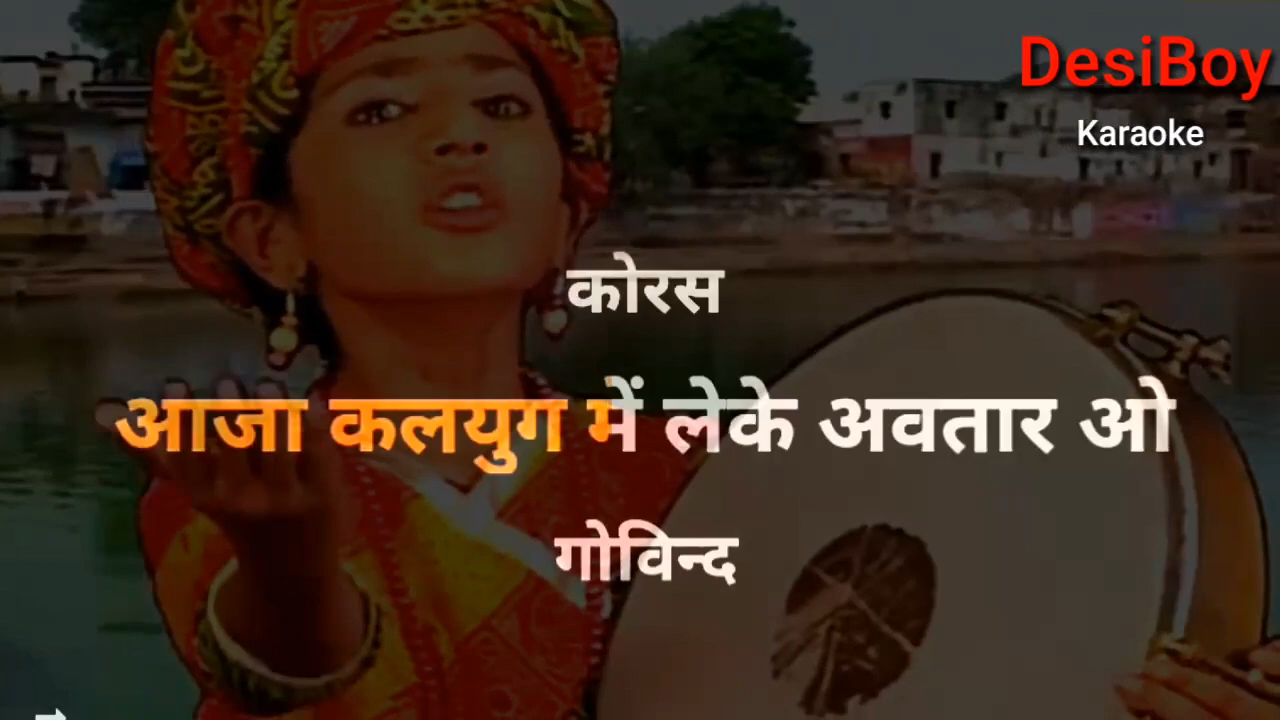 DesiBoy
Karaoke
कोरस
आजा कलयुग में लेके अवतार ओ
गोविन्द